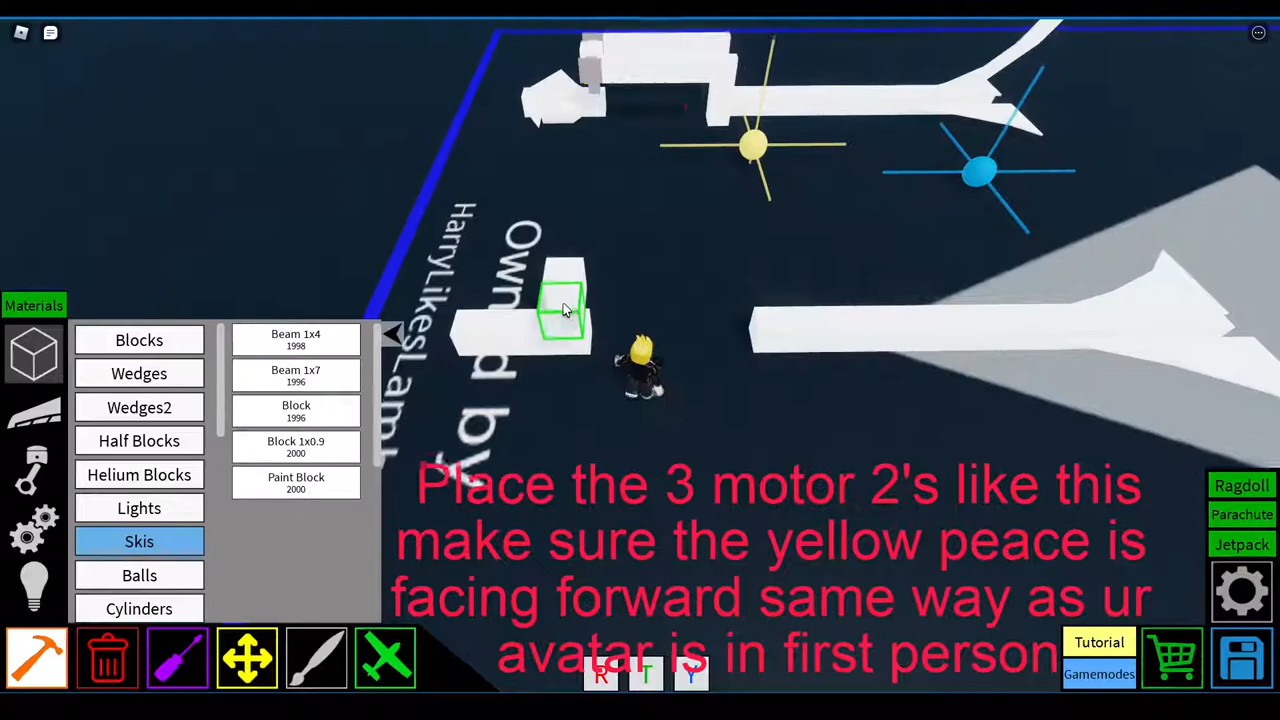 Owned by
HarryLikesLama
Materials
Blocks
Wedges
Wedges2
Half Blocks
Helium Blocks
Lights
Skis
Balls
Cylinders
Beam 1x4
1998
Beam 1x7
1996
Block
1996
Block 1x0.9
2000
Paint Block
2000
Place the 3 motor 2's like this
make sure the yellow peace is
facing forward same way as ur
avatar is in first person
R T Y
Ragdoll
Parachute
Jetpack
Tutorial
Gamemodes